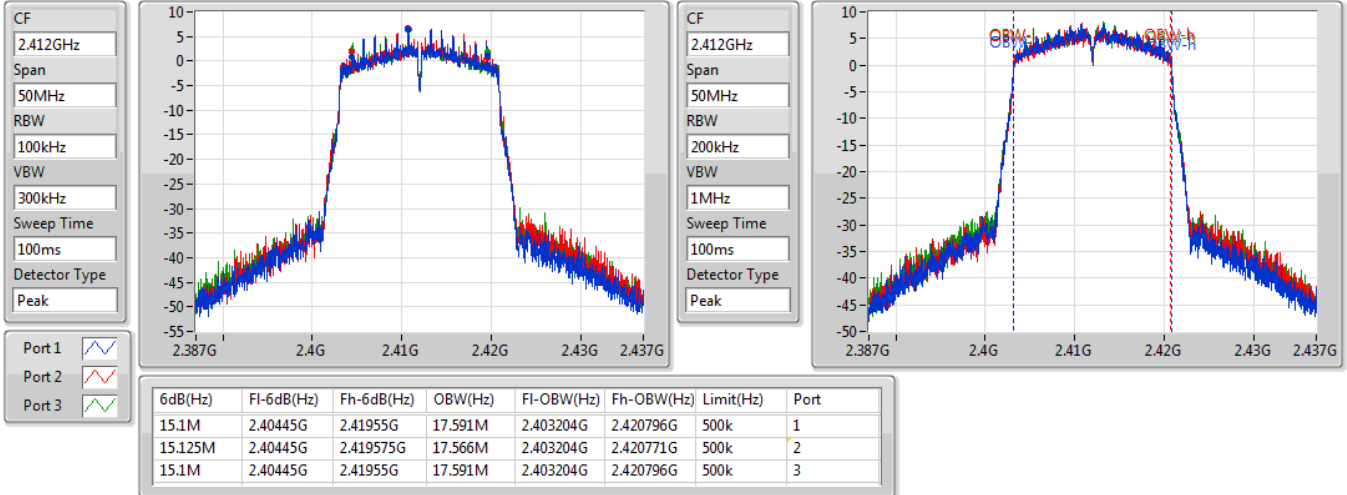 CF
2.412GHz
Span
50MHz
RBW
100kHz
VBW
300kHz
Sweep Time
100ms
Detector Type
Peak
10
5
0
-5
-10
-15
-20
-25
-30
-35
-40
-45
-50
-55
2.387G 2.4G 2.41G 2.42G 2.43G 2.437G
CF
2.412GHz
Span
50MHz
RBW
200kHz
VBW
1MHz
Sweep Time
100ms
Detector Type
Peak
10
5
0
-5
-10
-15
-20
-25
-30
-35
-40
-45
-50
OBW-l OBW-h
2.387G 2.4G 2.41G 2.42G 2.43G 2.437G
Port 1
Port 2
Port 3
6dB(Hz) Fl-6dB(Hz) Fh-6dB(Hz) OBW(Hz) Fl-OBW(Hz) Fh-OBW(Hz) Limit(Hz) Port
15.1M 2.40445G 2.41955G 17.591M 2.403204G 2.420796G 500k 1
15.125M 2.40445G 2.419575G 17.566M 2.403204G 2.420771G 500k 2
15.1M 2.40445G 2.41955G 17.591M 2.403204G 2.420796G 500k 3